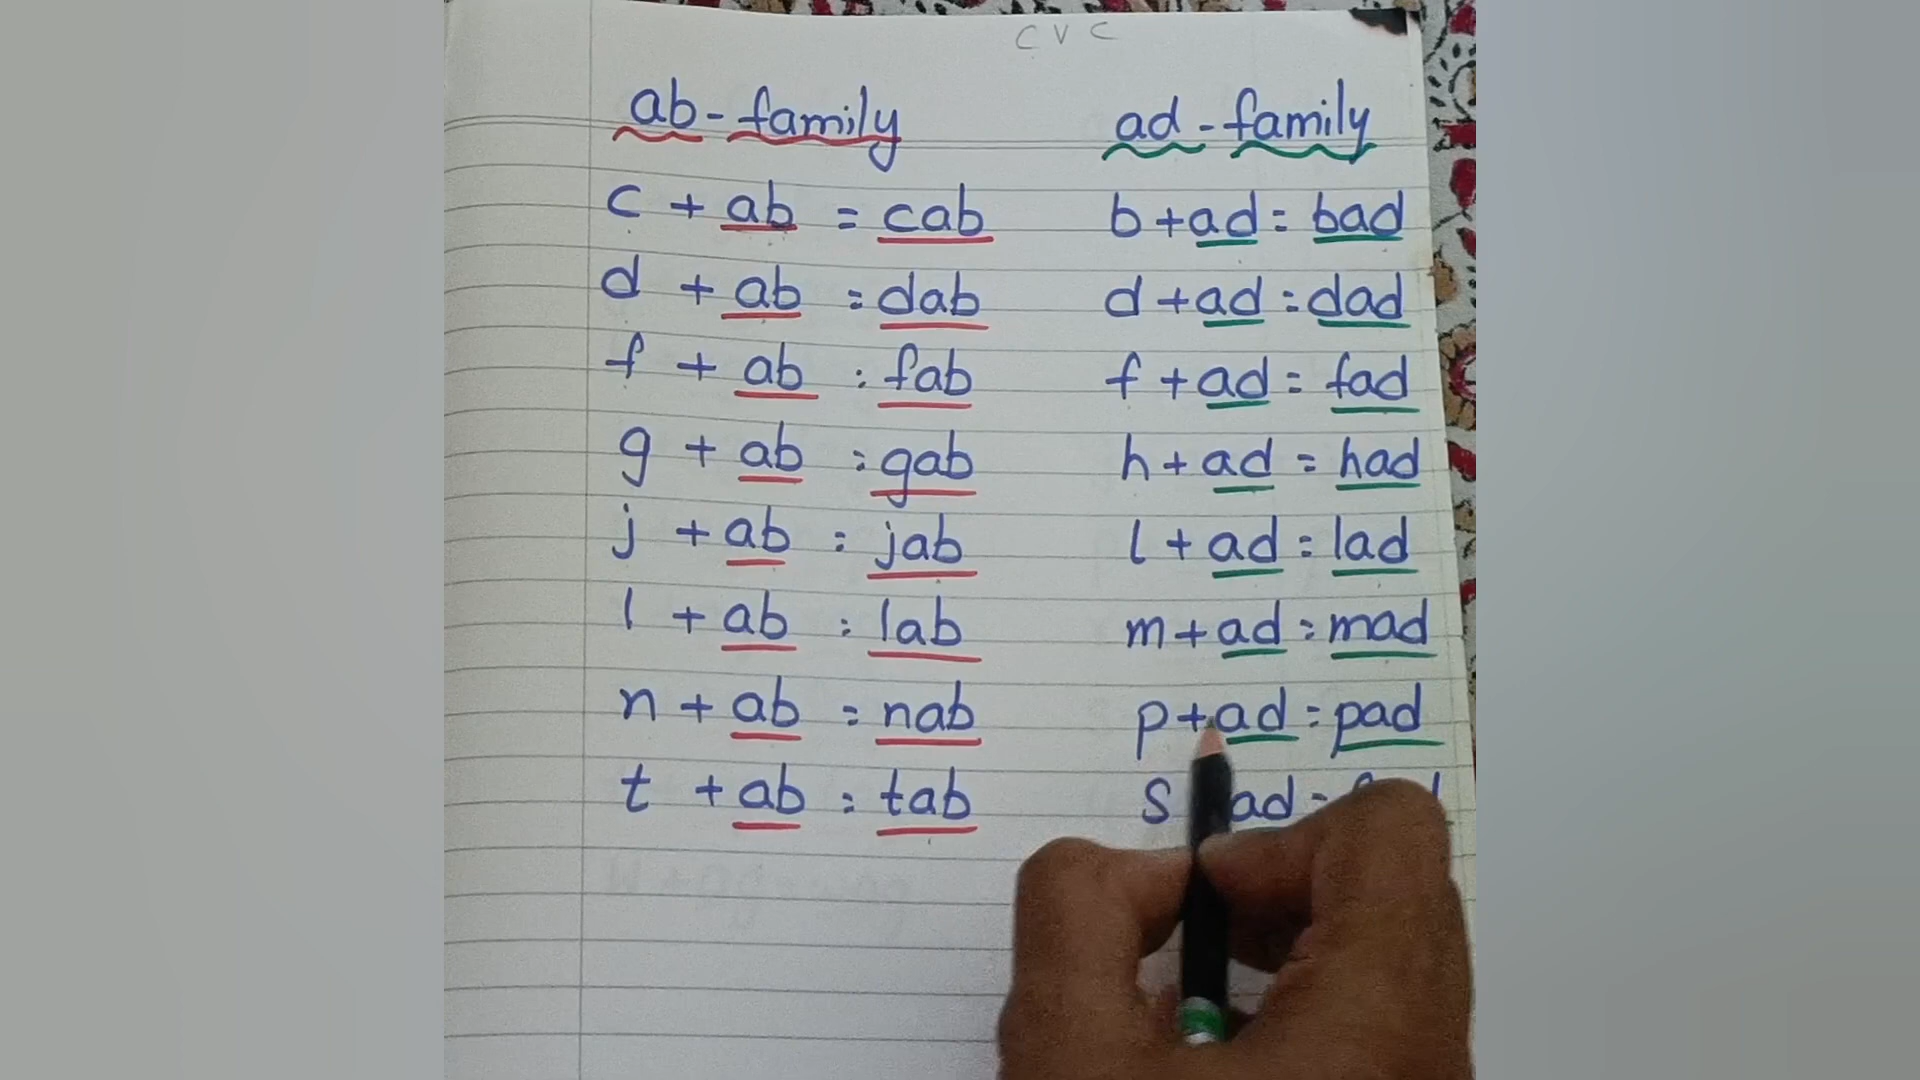 C V C
ab - family
c + ab = cab
d + ab = dab
f + ab = fab
g + ab = gab
j + ab = jab
l + ab = lab
n + ab = nab
t + ab = tab
ad - family
b + ad = bad
d + ad = dad
f + ad = fad
h + ad = had
l + ad = lad
m + ad = mad
p + ad = pad
s ad =